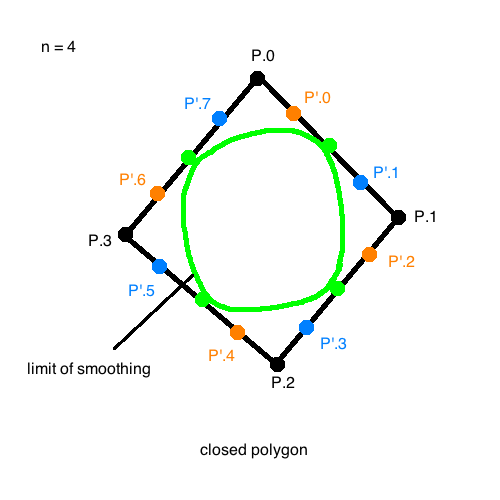 n = 4
P.0
P'.0
P'.7
P'.1
P'.6
P.1
P.3
P'.2
P'.5
P'.3
P'.4
limit of smoothing
P.2
closed polygon